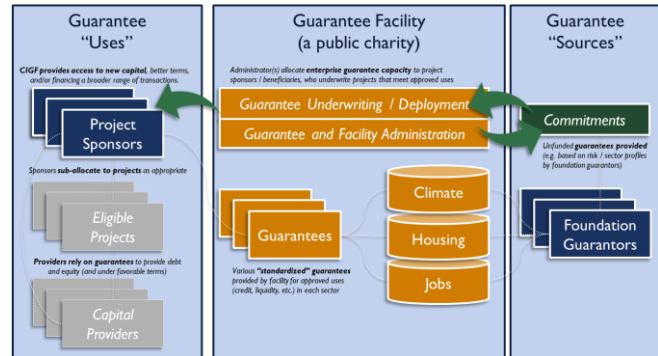 Guarantee
“Uses”
CIGF provides access to new capital, better terms,
and/or financing a broader range of transactions.
Project
Sponsors
Sponsors sub-allocate to projects as appropriate
Eligible
Projects
Providers rely on guarantees to provide debt
and equity (and under favorable terms)
Capital
Providers
Guarantee Facility
(a public charity)
Administrator(s) allocate enterprise guarantee capacity to project
sponsors / beneficiaries, who underwrite projects that meet approved uses
Guarantee Underwriting / Deployment
Guarantee and Facility Administration
Guarantees
Various “standardized” guarantees
provided by facility for approved uses
(credit, liquidity, etc.) in each sector
Climate
Housing
Jobs
Guarantee
“Sources”
Commitments
Unfunded guarantees provided
(e.g. based on risk / sector profiles
by foundation guarantors)
Foundation
Guarantors